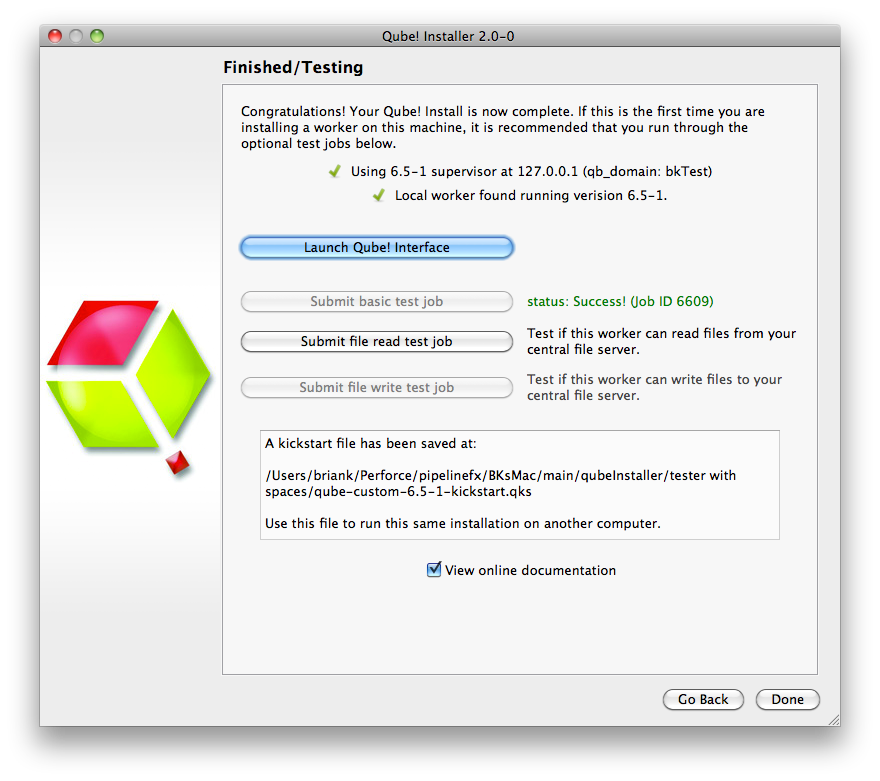 Qube! Installer 2.0-0
Finished/Testing
Congratulations! Your Qube! Install is now complete. If this is the first time you are
installing a worker on this machine, it is recommended that you run through the
optional test jobs below.
Using 6.5-1 supervisor at 127.0.0.1 (qb_domain: bkTest)
Local worker found running verision 6.5-1.
Launch Qube! Interface
Submit basic test job
status: Success! (Job ID 6609)
Submit file read test job
Test if this worker can read files from your
central file server.
Submit file write test job
Test if this worker can write files to your
central file server.
A kickstart file has been saved at:
/Users/briank/Perforce/pipelinefx/BKsMac/main/qubeInstaller/tester with
spaces/qube-custom-6.5-1-kickstart.qks
Use this file to run this same installation on another computer.
View online documentation
Go Back
Done